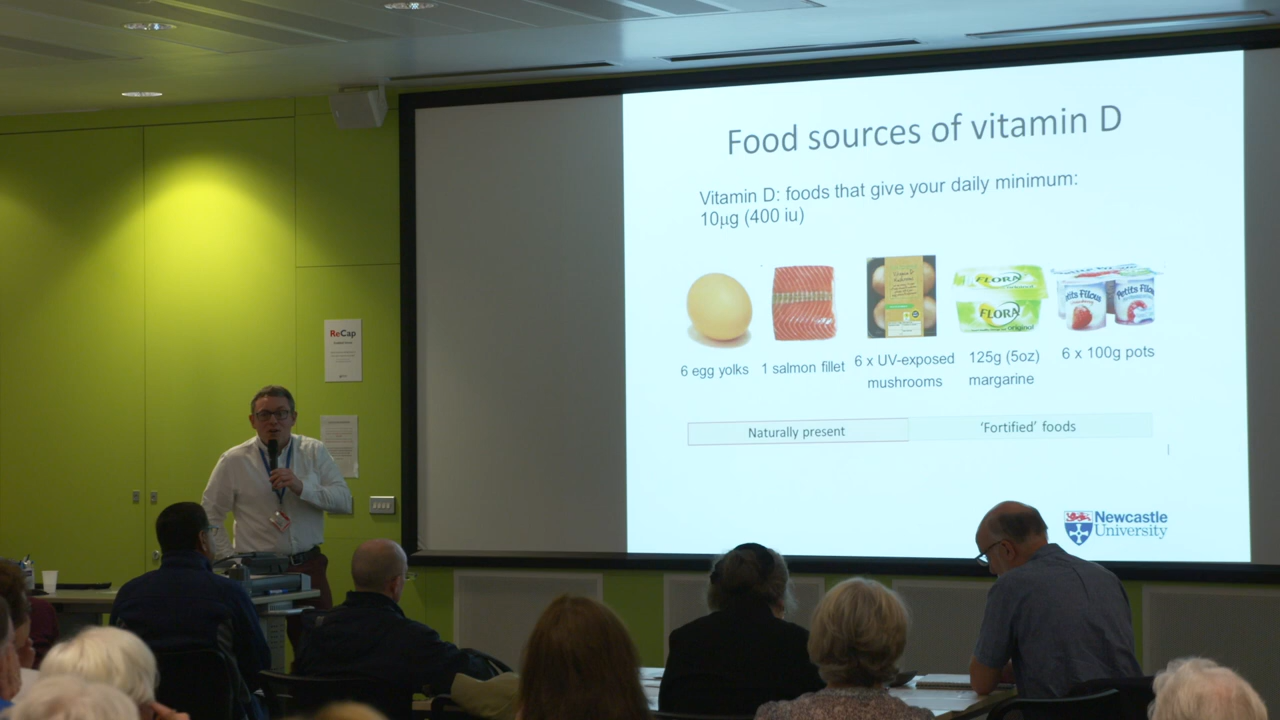 Food sources of vitamin D
Vitamin D: foods that give your daily minimum:
10μg (400 iu)
FLORA
FLORA
Original
Petits Filous
6 egg yolks
1 salmon fillet
6 x UV-exposed
mushrooms
125g (5oz)
margarine
6 x 100g pots
Naturally present
'Fortified' foods
Newcastle
University
ReCap